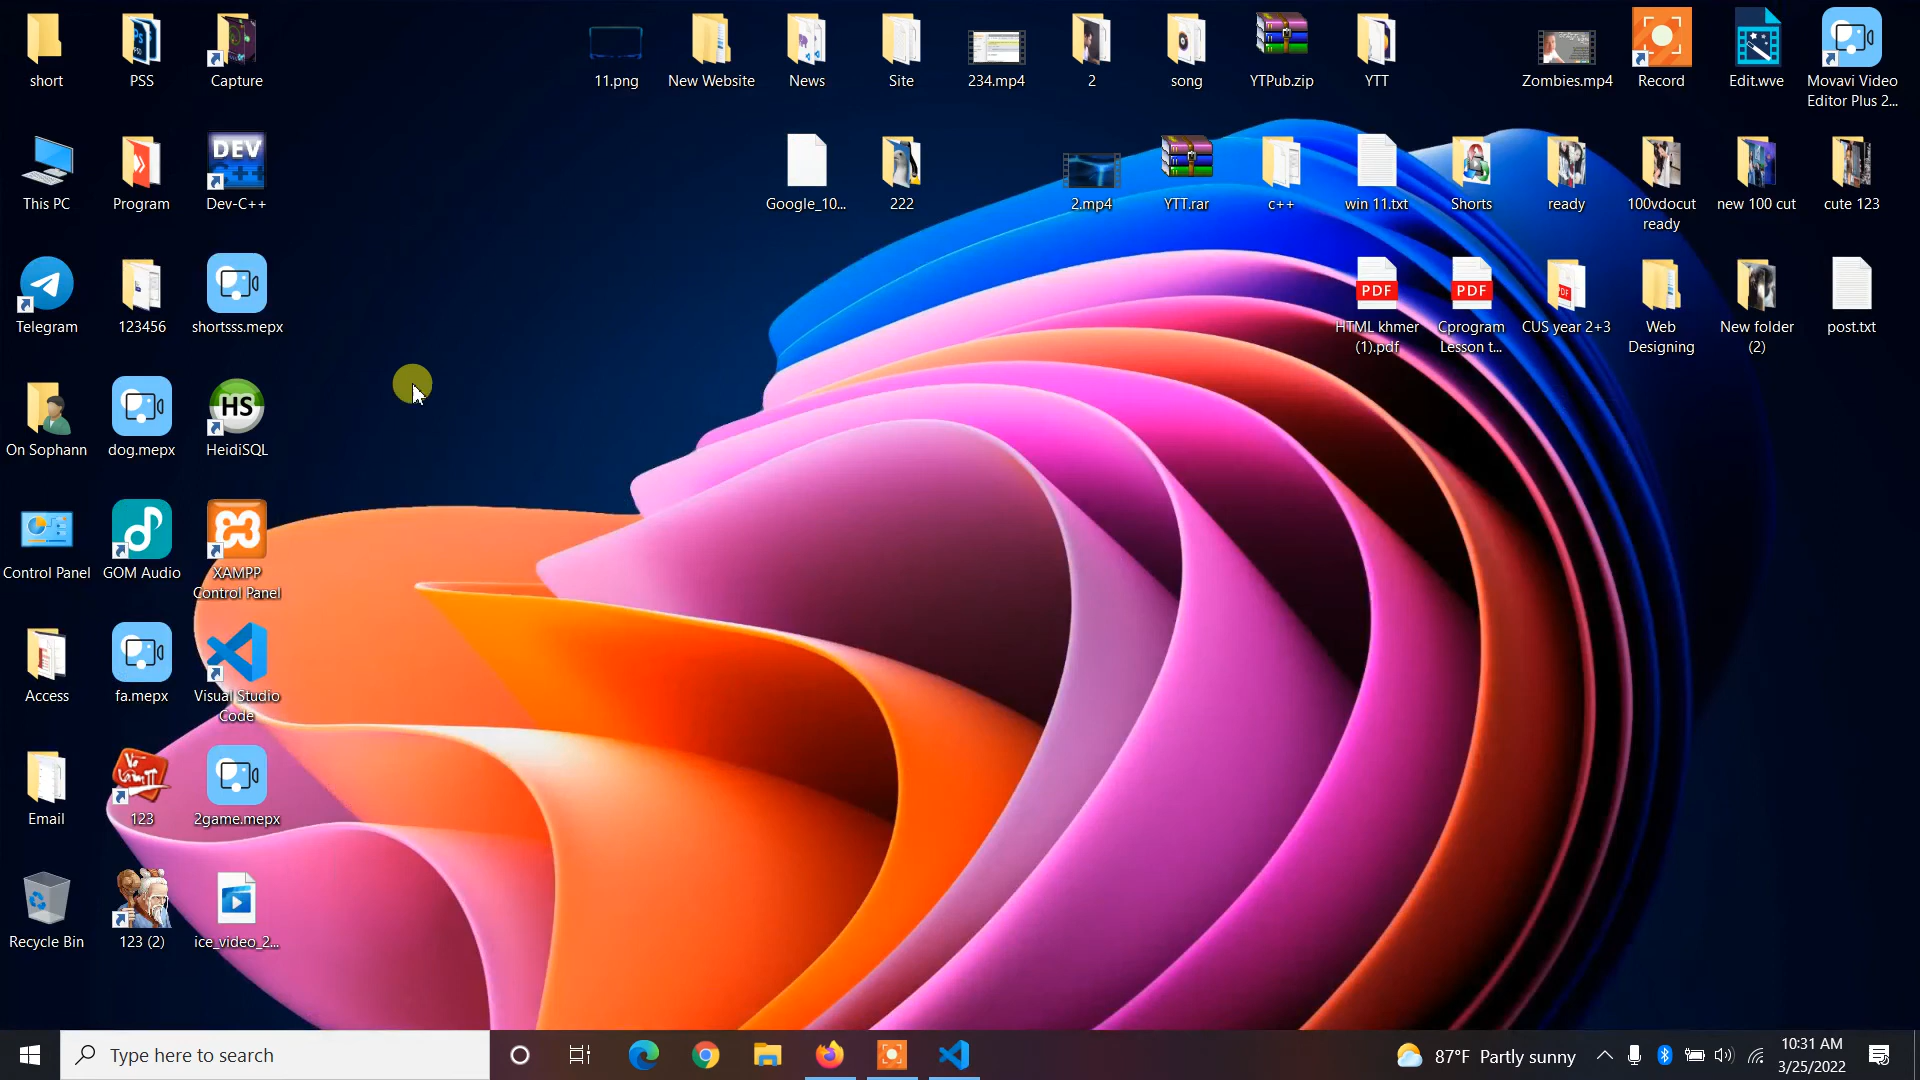 short
PSS
Capture
11.png
New Website
News
Site
234.mp4
2
song
YTPub.zip
YTT
Zombies.mp4
Record
Edit.wve
Movavi Video
Editor Plus 2...
This PC
Program
DEV
C++
Dev-C++
Google_10...
222
2.mp4
YTT.rar
c++
win 11.txt
Shorts
ready
100vdocut
ready
new 100 cut
cute 123
Telegram
123456
shortsss.mepx
PDF
HTML khmer
(1).pdf
PDF
Cprogram
Lesson t...
PDF
CUS year 2+3
Web
Designing
New folder
(2)
post.txt
On Sophann
dog.mepx
HS
HeidiSQL
Control Panel
GOM Audio
XAMPP
Control Panel
Access
fa.mepx
Visual Studio
Code
Email
123
2game.mepx
Recycle Bin
123 (2)
ice_video_2...
Type here to search
87°F Partly sunny
10:31 AM
3/25/2022